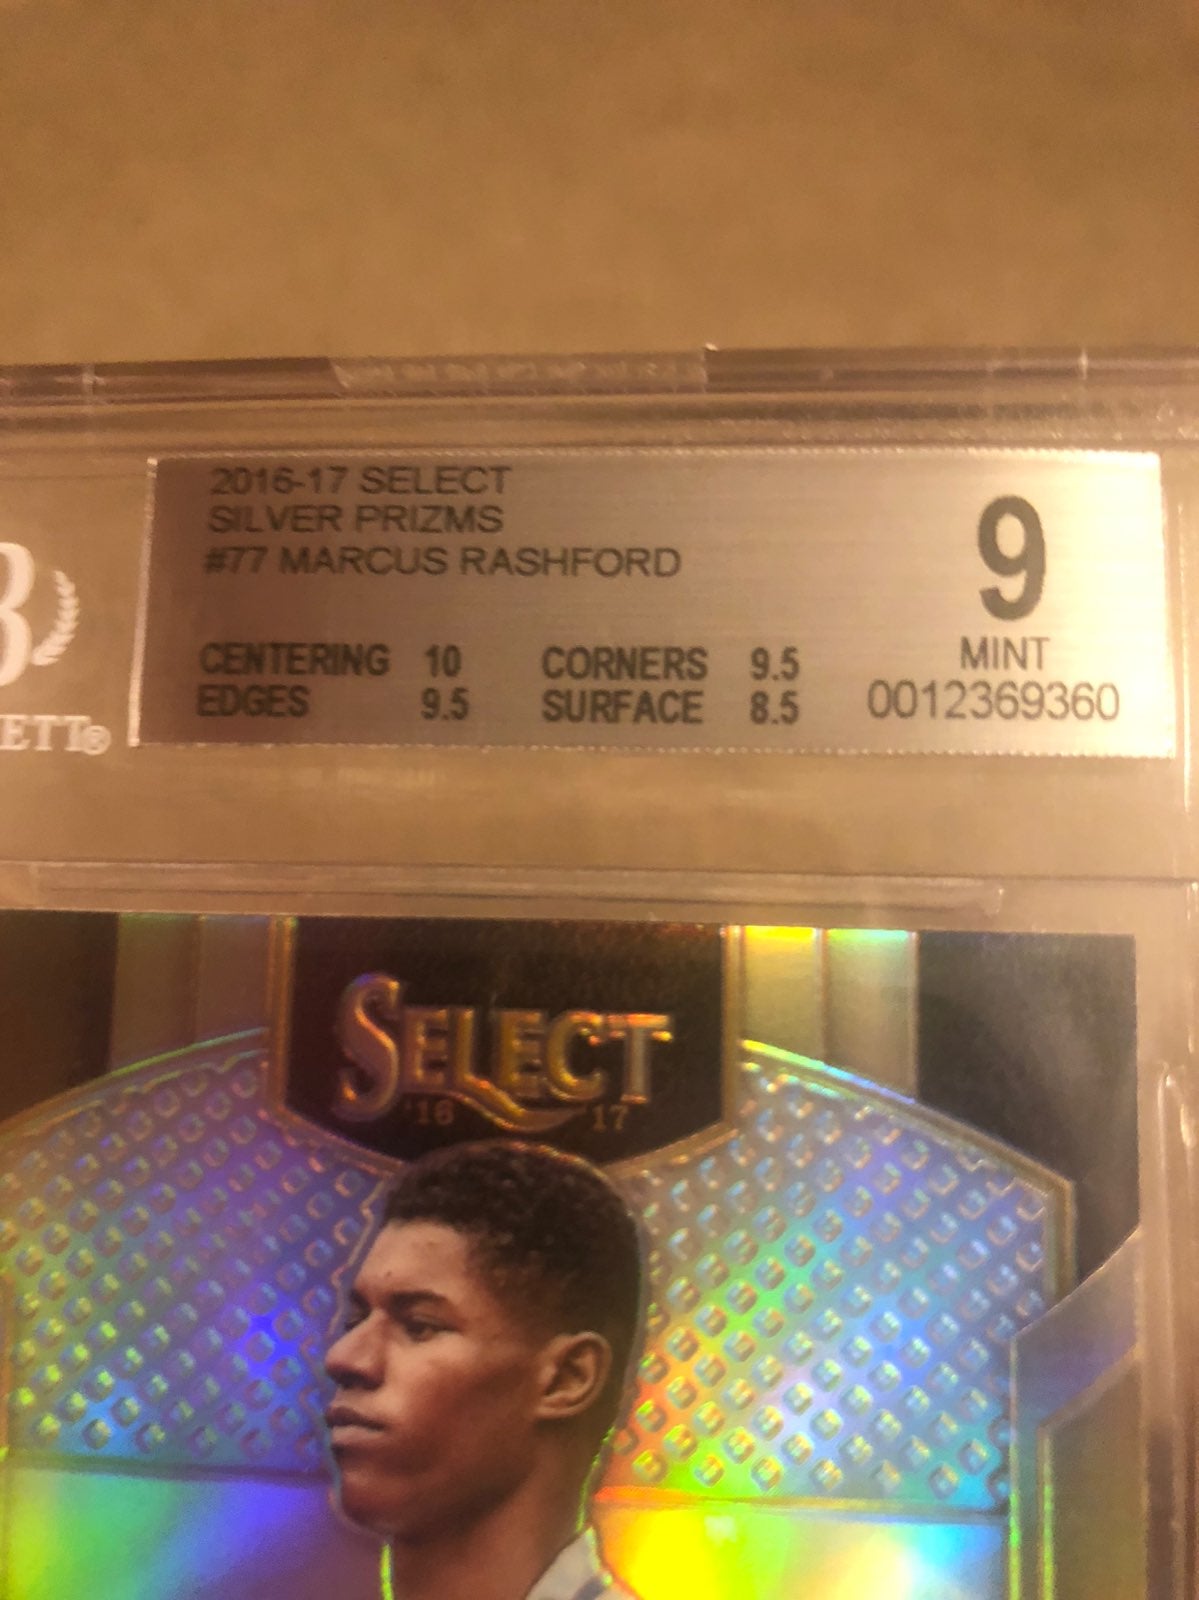 2016-17 SELECT
SILVER PRIZMS
#77 MARCUS RASHFORD
9
MINT
CENTERING 10 CORNERS 9.5
EDGES 9.5 SURFACE 8.5
0012369360
B
ETT®
SELECT
'16 17